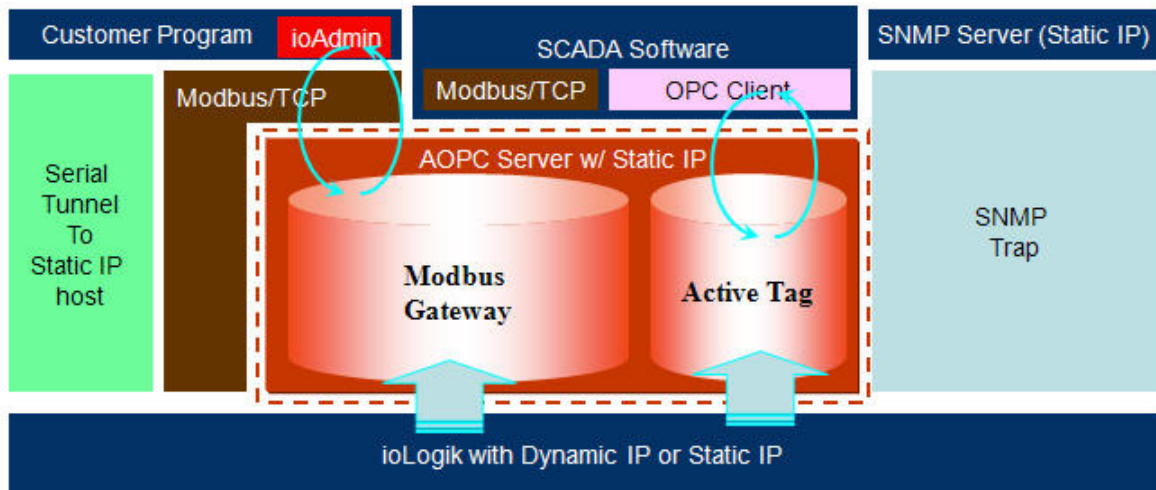 Customer Program
ioAdmin
SCADA Software
SNMP Server (Static IP)
Modbus/TCP
Modbus/TCP
OPC Client
AOPC Server w/ Static IP
Serial
Tunnel
To
Static IP
host
Modbus
Gateway
Active Tag
SNMP
Trap
ioLogik with Dynamic IP or Static IP